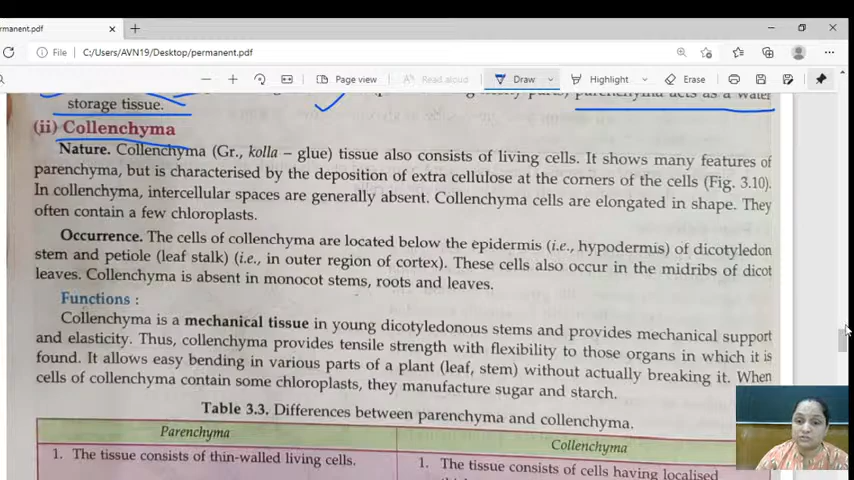 rmanent.pdf
File C:/Users/AVN19/Desktop/permanent.pdf
Page view Read aloud Draw Highlight Erase
parenchyma acts as a water
storage tissue.
(ii) Collenchyma
Nature. Collenchyma (Gr., kolla – glue) tissue also consists of living cells. It shows many features of
parenchyma, but is characterised by the deposition of extra cellulose at the corners of the cells (Fig. 3.10).
In collenchyma, intercellular spaces are generally absent. Collenchyma cells are elongated in shape. They
often contain a few chloroplasts.
Occurrence. The cells of collenchyma are located below the epidermis (i.e., hypodermis) of dicotyledon
stem and petiole (leaf stalk) (i.e., in outer region of cortex). These cells also occur in the midribs of dicot
leaves. Collenchyma is absent in monocot stems, roots and leaves.
Functions :
Collenchyma is a mechanical tissue in young dicotyledonous stems and provides mechanical support
and elasticity. Thus, collenchyma provides tensile strength with flexibility to those organs in which it is
found. It allows easy bending in various parts of a plant (leaf, stem) without actually breaking it. When
cells of collenchyma contain some chloroplasts, they manufacture sugar and starch.
Table 3.3. Differences between parenchyma and collenchyma.
Parenchyma Collenchyma
1. The tissue consists of thin-walled living cells. 1. The tissue consists of cells having localised